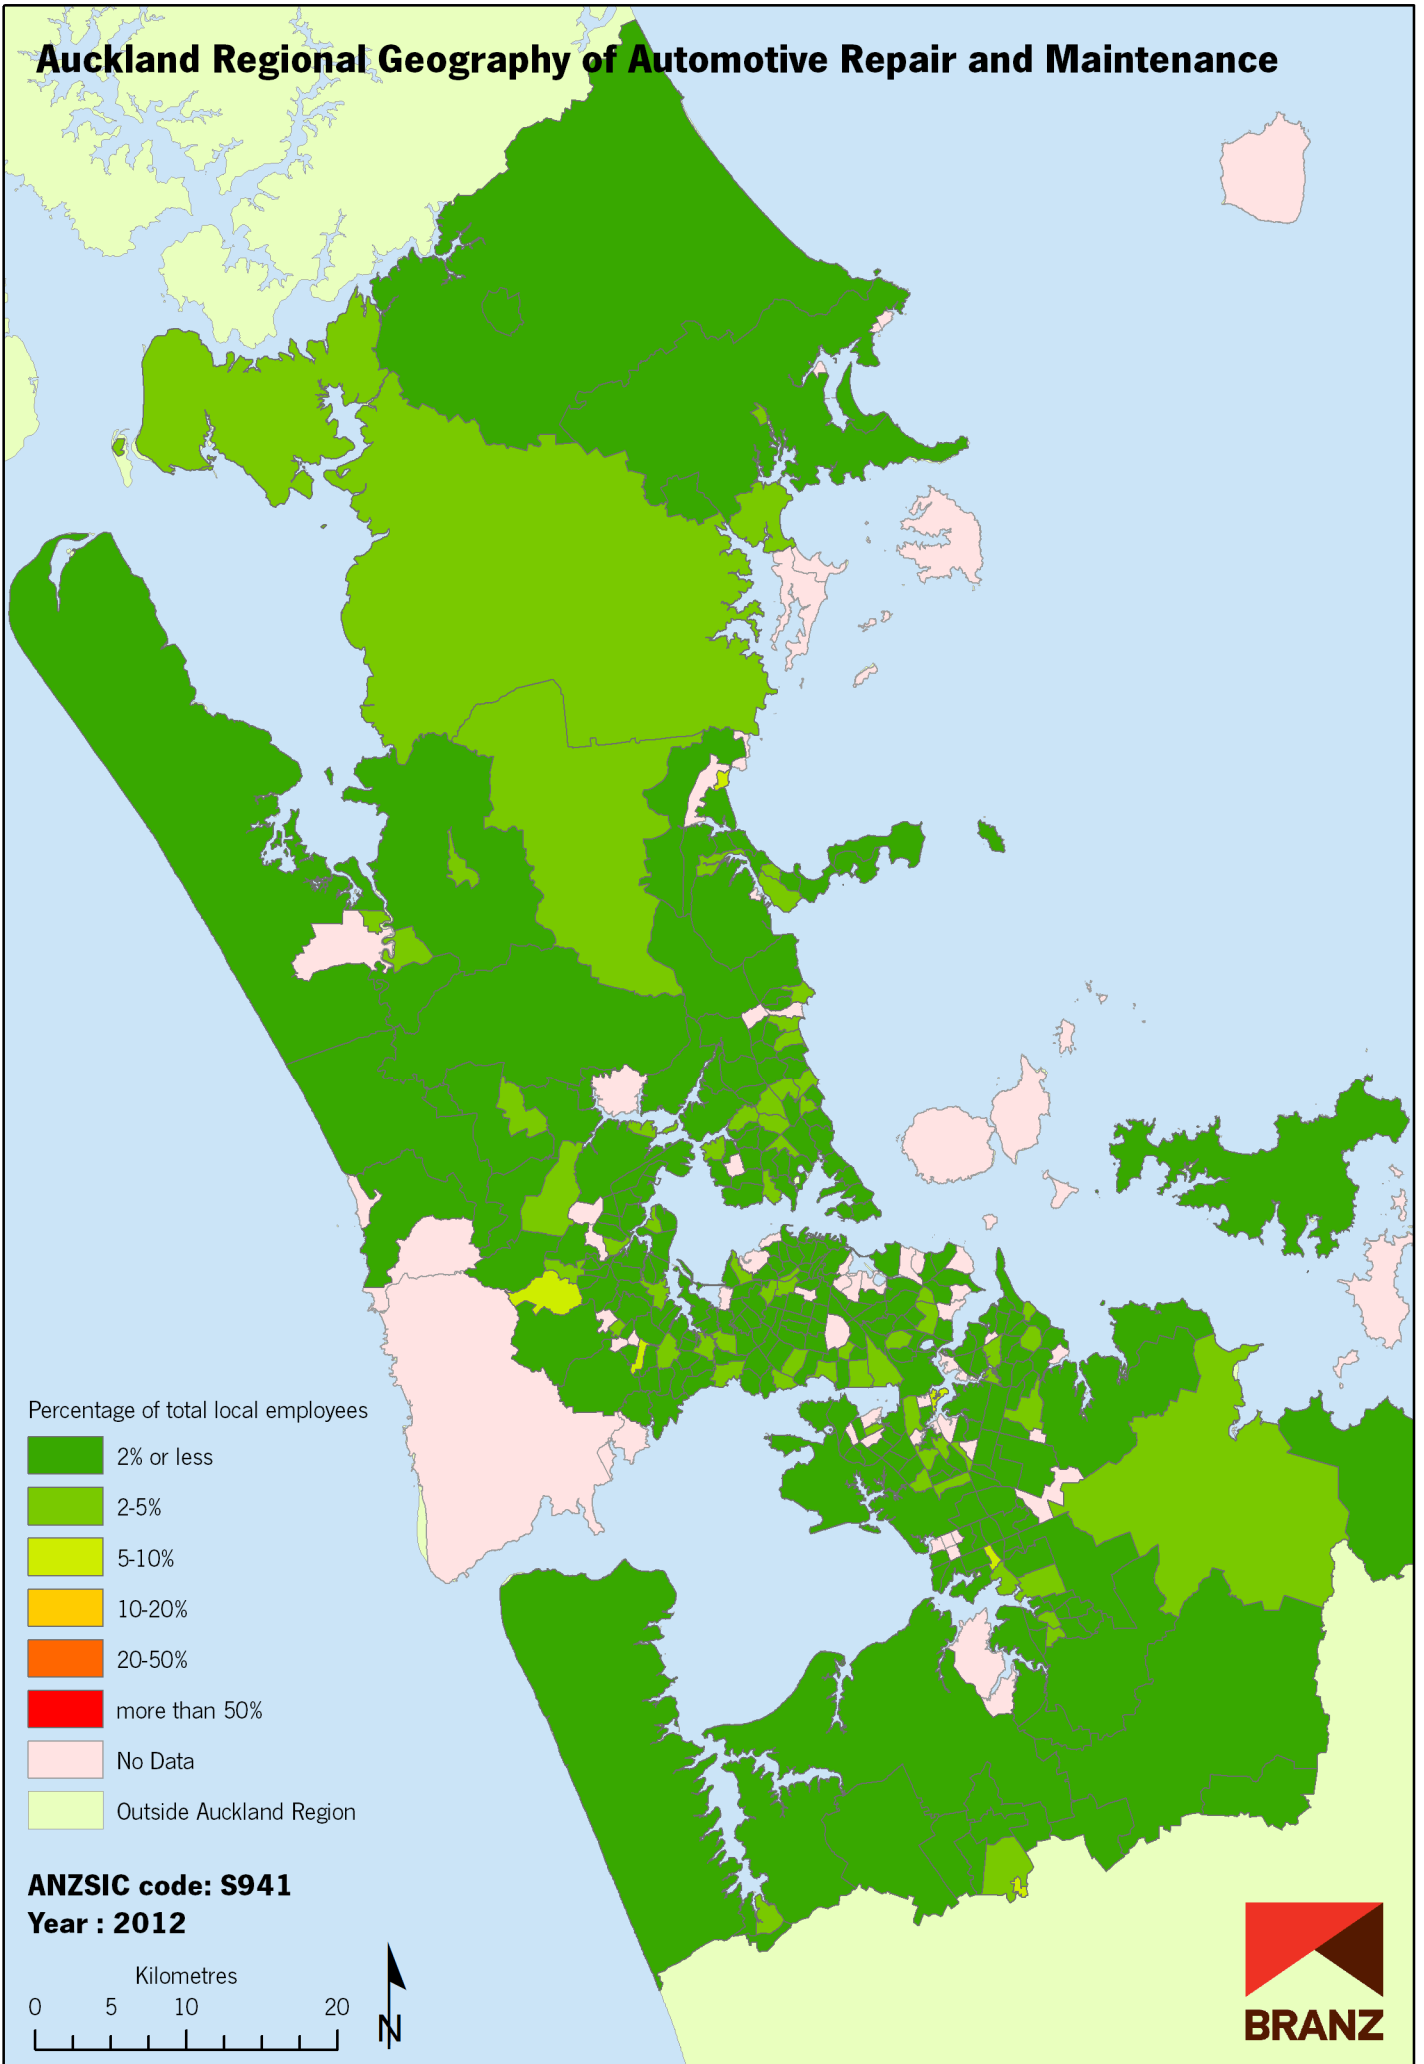 Auckland Regional Geography of Automotive Repair and Maintenance
Percentage of total local employees
2% or less
2-5%
5-10%
10-20%
20-50%
more than 50%
No Data
Outside Auckland Region
ANZSIC code: S941
Year : 2012
Kilometres
0 5 10 20
N
BRANZ